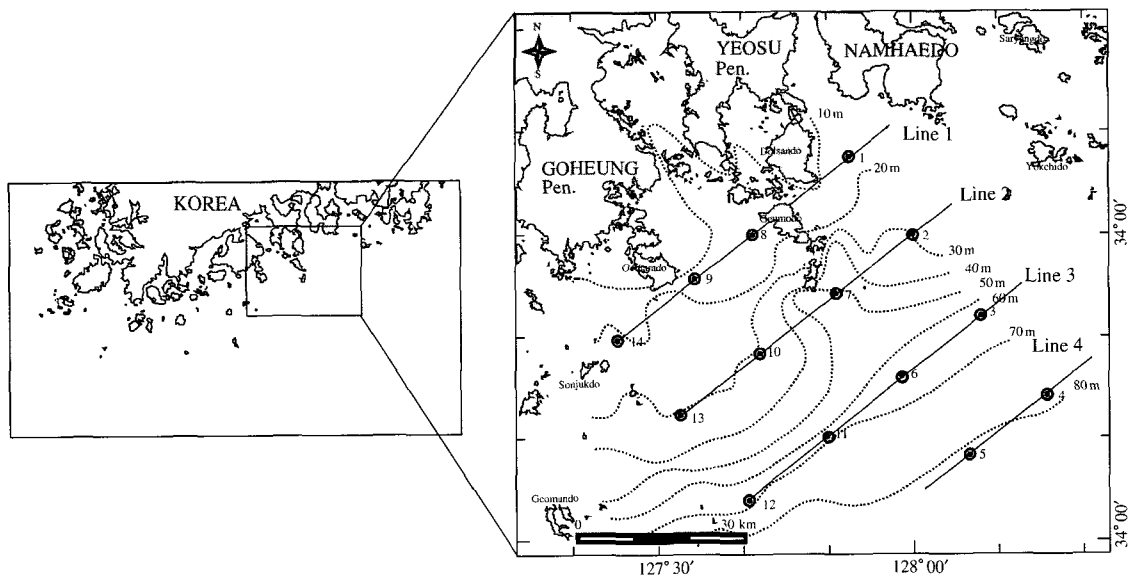 KOREA
N
S
YEOSU
Pen.
NAMHAEDO
GOHEUNG
Pen.
Dolsando
Yokchido
Sonjukdo
Geomundo
10 m
20 m
30 m
40 m
50 m
60 m
70 m
80 m
Line 1
Line 2
Line 3
Line 4
1
2
3
4
5
6
7
8
9
10
11
12
13
14
0
30 km
34°00'
34°00'
127°30'
128°00'